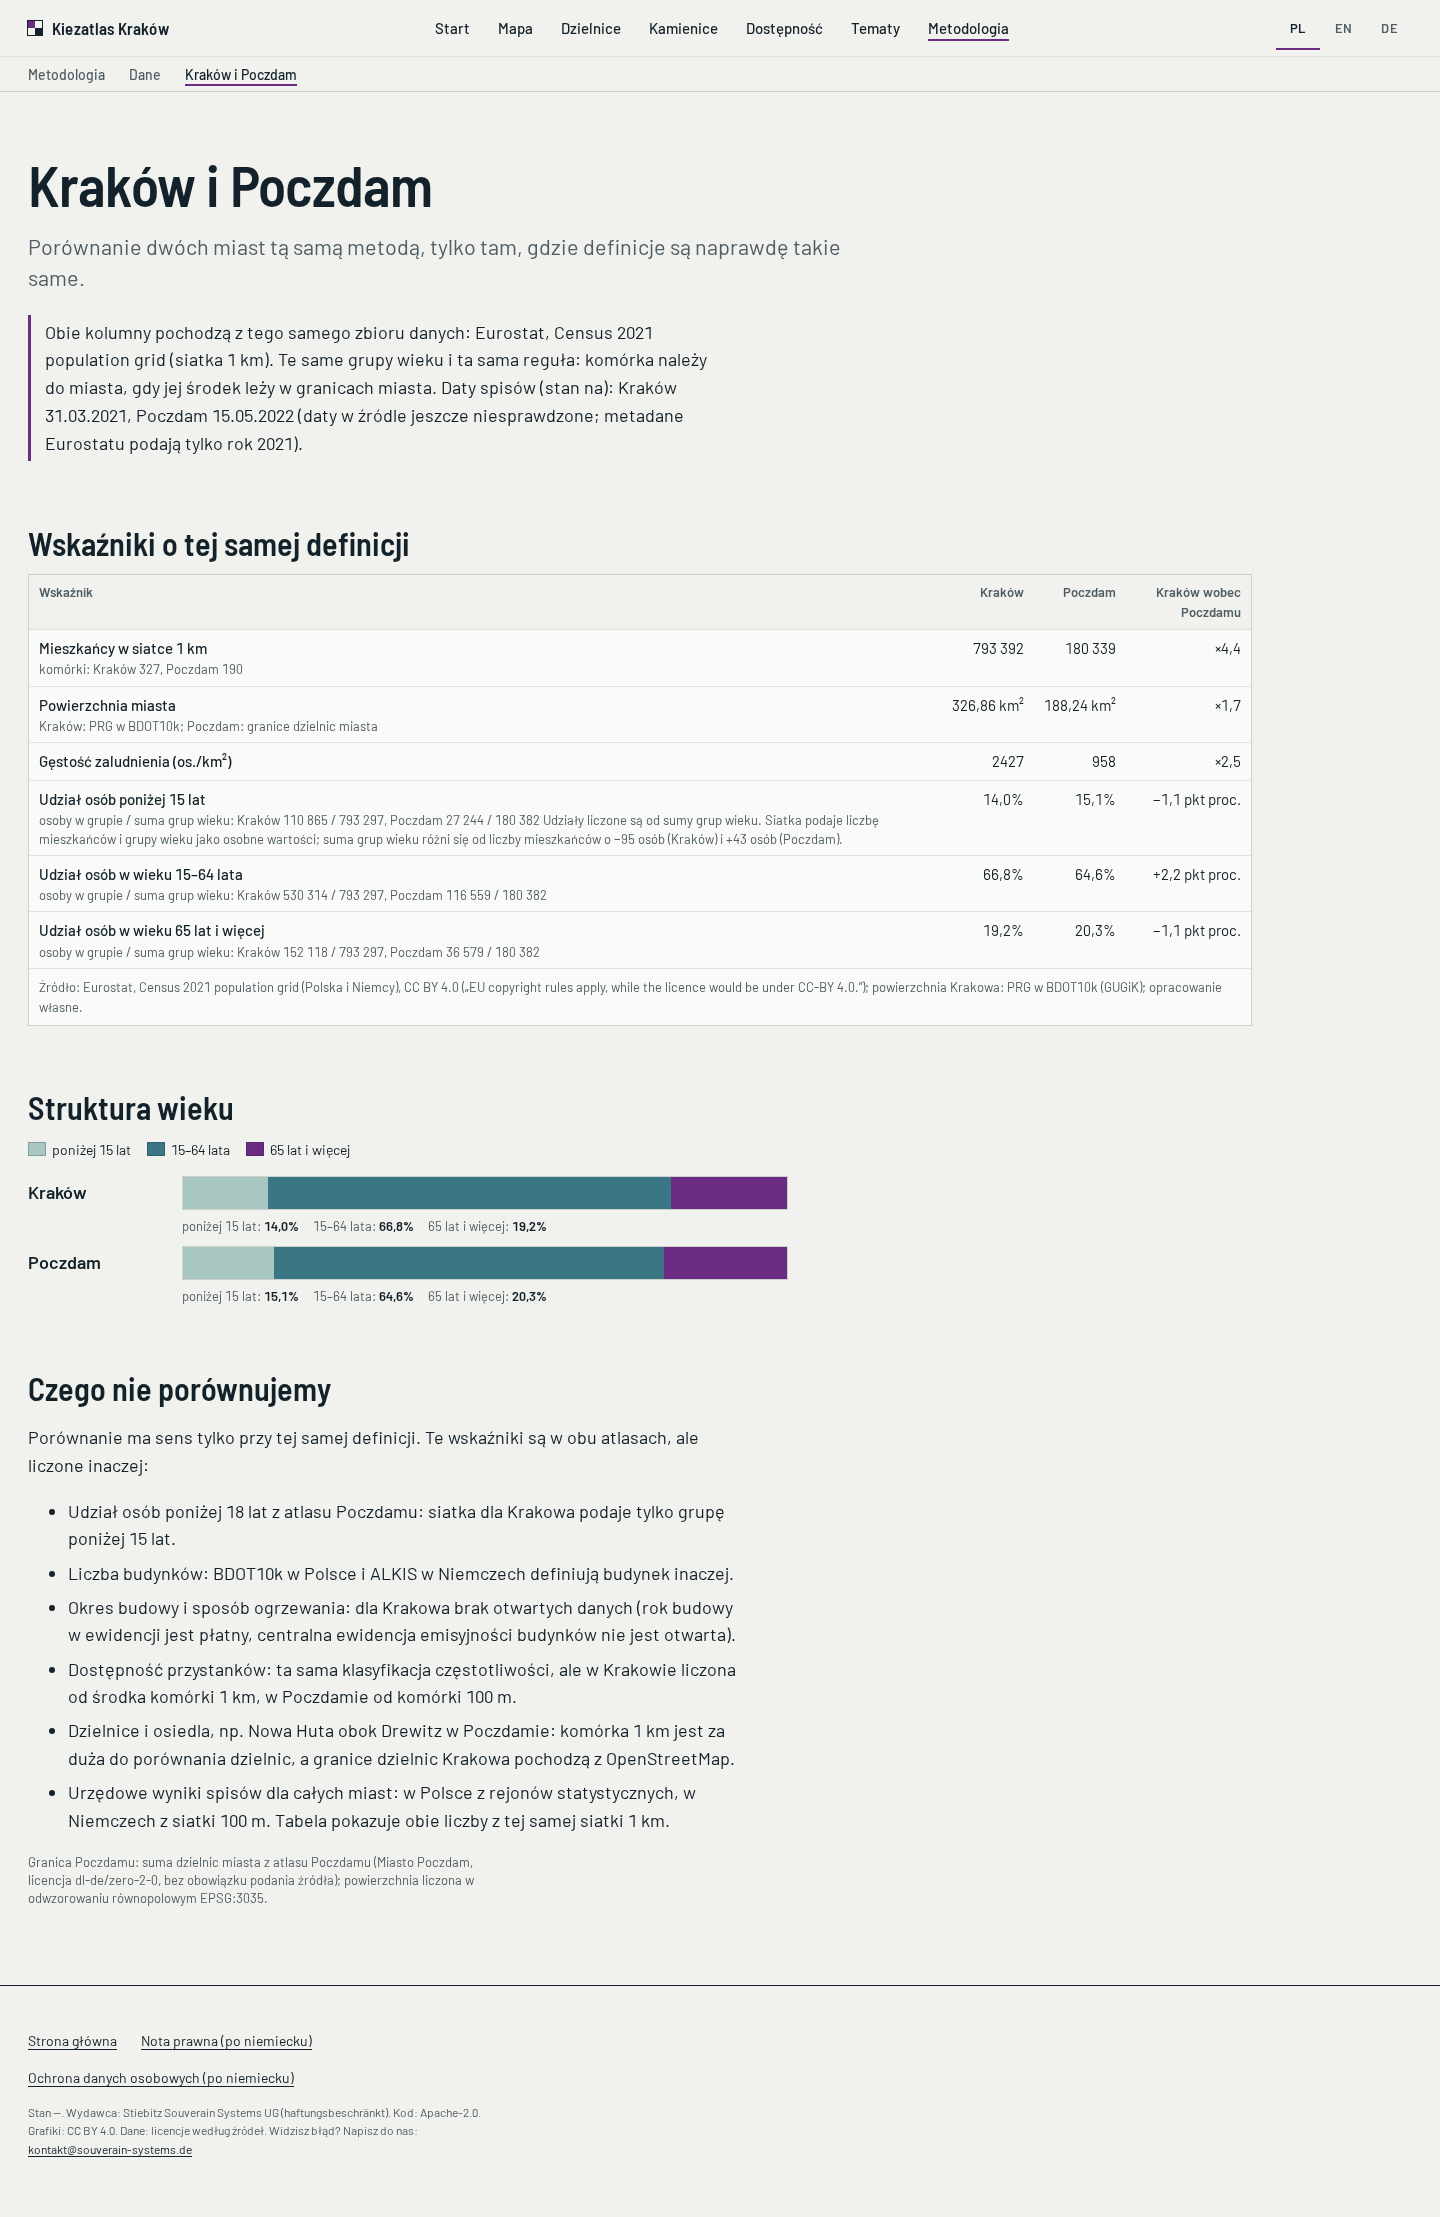 Kiezatlas Kraków
Start Mapa Dzielnice Kamienice Dostępność Tematy Metodologia
PL EN DE
Metodologia Dane Kraków i Poczdam
Kraków i Poczdam
Porównanie dwóch miast tą samą metodą, tylko tam, gdzie definicje są naprawdę takie
same.
Obie kolumny pochodzą z tego samego zbioru danych: Eurostat, Census 2021
population grid (siatka 1 km). Te same grupy wieku i ta sama reguła: komórka należy
do miasta, gdy jej środek leży w granicach miasta. Daty spisów (stan na): Kraków
31.03.2021, Poczdam 15.05.2022 (daty w źródle jeszcze niesprawdzone; metadane
Eurostatu podają tylko rok 2021).
Wskaźniki o tej samej definicji
Wskaźnik Kraków Poczdam Kraków wobec
Poczdamu
Mieszkańcy w siatce 1 km 793 392 180 339 ×4,4
komórki: Kraków 327, Poczdam 190
Powierzchnia miasta 326,86 km² 188,24 km² ×1,7
Kraków: PRG w BDOT10k; Poczdam: granice dzielnic miasta
Gęstość zaludnienia (os./km²) 2427 958 ×2,5
Udział osób poniżej 15 lat 14,0% 15,1% −1,1 pkt proc.
osoby w grupie / suma grup wieku: Kraków 110 865 / 793 297, Poczdam 27 244 / 180 382 Udziały liczone są od sumy grup wieku. Siatka podaje liczbę
mieszkańców i grupy wieku jako osobne wartości; suma grup wieku różni się od liczby mieszkańców o −95 osób (Kraków) i +43 osób (Poczdam).
Udział osób w wieku 15–64 lata 66,8% 64,6% +2,2 pkt proc.
osoby w grupie / suma grup wieku: Kraków 530 314 / 793 297, Poczdam 116 559 / 180 382
Udział osób w wieku 65 lat i więcej 19,2% 20,3% −1,1 pkt proc.
osoby w grupie / suma grup wieku: Kraków 152 118 / 793 297, Poczdam 36 579 / 180 382
Źródło: Eurostat, Census 2021 population grid (Polska i Niemcy), CC BY 4.0 („EU copyright rules apply, while the licence would be under CC-BY 4.0.”); powierzchnia Krakowa: PRG w BDOT10k (GUGiK); opracowanie
własne.
Struktura wieku
poniżej 15 lat 15–64 lata 65 lat i więcej
Kraków
poniżej 15 lat: 14,0% 15–64 lata: 66,8% 65 lat i więcej: 19,2%
Poczdam
poniżej 15 lat: 15,1% 15–64 lata: 64,6% 65 lat i więcej: 20,3%
Czego nie porównujemy
Porównanie ma sens tylko przy tej samej definicji. Te wskaźniki są w obu atlasach, ale
liczone inaczej:
• Udział osób poniżej 18 lat z atlasu Poczdamu: siatka dla Krakowa podaje tylko grupę
poniżej 15 lat.
• Liczba budynków: BDOT10k w Polsce i ALKIS w Niemczech definiują budynek inaczej.
• Okres budowy i sposób ogrzewania: dla Krakowa brak otwartych danych (rok budowy
w ewidencji jest płatny, centralna ewidencja emisyjności budynków nie jest otwarta).
• Dostępność przystanków: ta sama klasyfikacja częstotliwości, ale w Krakowie liczona
od środka komórki 1 km, w Poczdamie od komórki 100 m.
• Dzielnice i osiedla, np. Nowa Huta obok Drewitz w Poczdamie: komórka 1 km jest za
duża do porównania dzielnic, a granice dzielnic Krakowa pochodzą z OpenStreetMap.
• Urzędowe wyniki spisów dla całych miast: w Polsce z rejonów statystycznych, w
Niemczech z siatki 100 m. Tabela pokazuje obie liczby z tej samej siatki 1 km.
Granica Poczdamu: suma dzielnic miasta z atlasu Poczdamu (Miasto Poczdam,
licencja dl-de/zero-2-0, bez obowiązku podania źródła); powierzchnia liczona w
odwzorowaniu równopolowym EPSG:3035.
Strona główna Nota prawna (po niemiecku)
Ochrona danych osobowych (po niemiecku)
Stan —. Wydawca: Stiebitz Souverain Systems UG (haftungsbeschränkt). Kod: Apache-2.0.
Grafiki: CC BY 4.0. Dane: licencje według źródeł. Widzisz błąd? Napisz do nas:
kontakt@souverain-systems.de